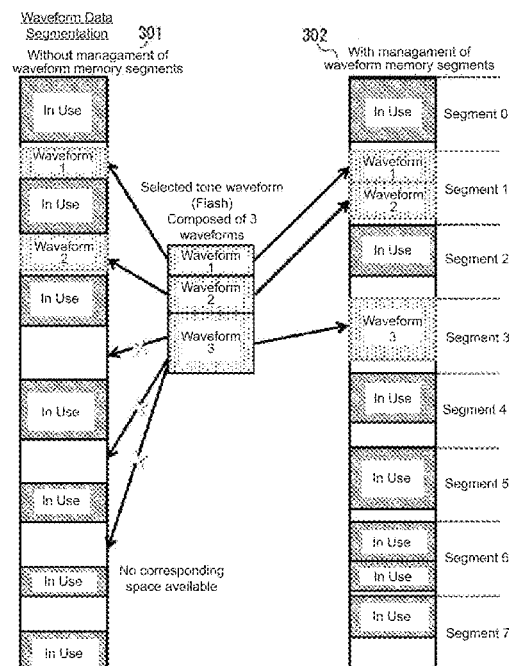 Waveform Data
Segmentation
301
302
Without management of
waveform memory segments
With management of
waveform memory segments
In Use
Waveform
1
In Use
Waveform
2
In Use
In Use
In Use
In Use
In Use
Selected tone waveform
(Flash)
Composed of 3
waveforms
Waveform
1
Waveform
2
Waveform
3
No corresponding
space available
In Use
Waveform
1
Waveform
2
In Use
Waveform
3
In Use
In Use
In Use
In Use
In Use
Segment 0
Segment 1
Segment 2
Segment 3
Segment 4
Segment 5
Segment 6
Segment 7